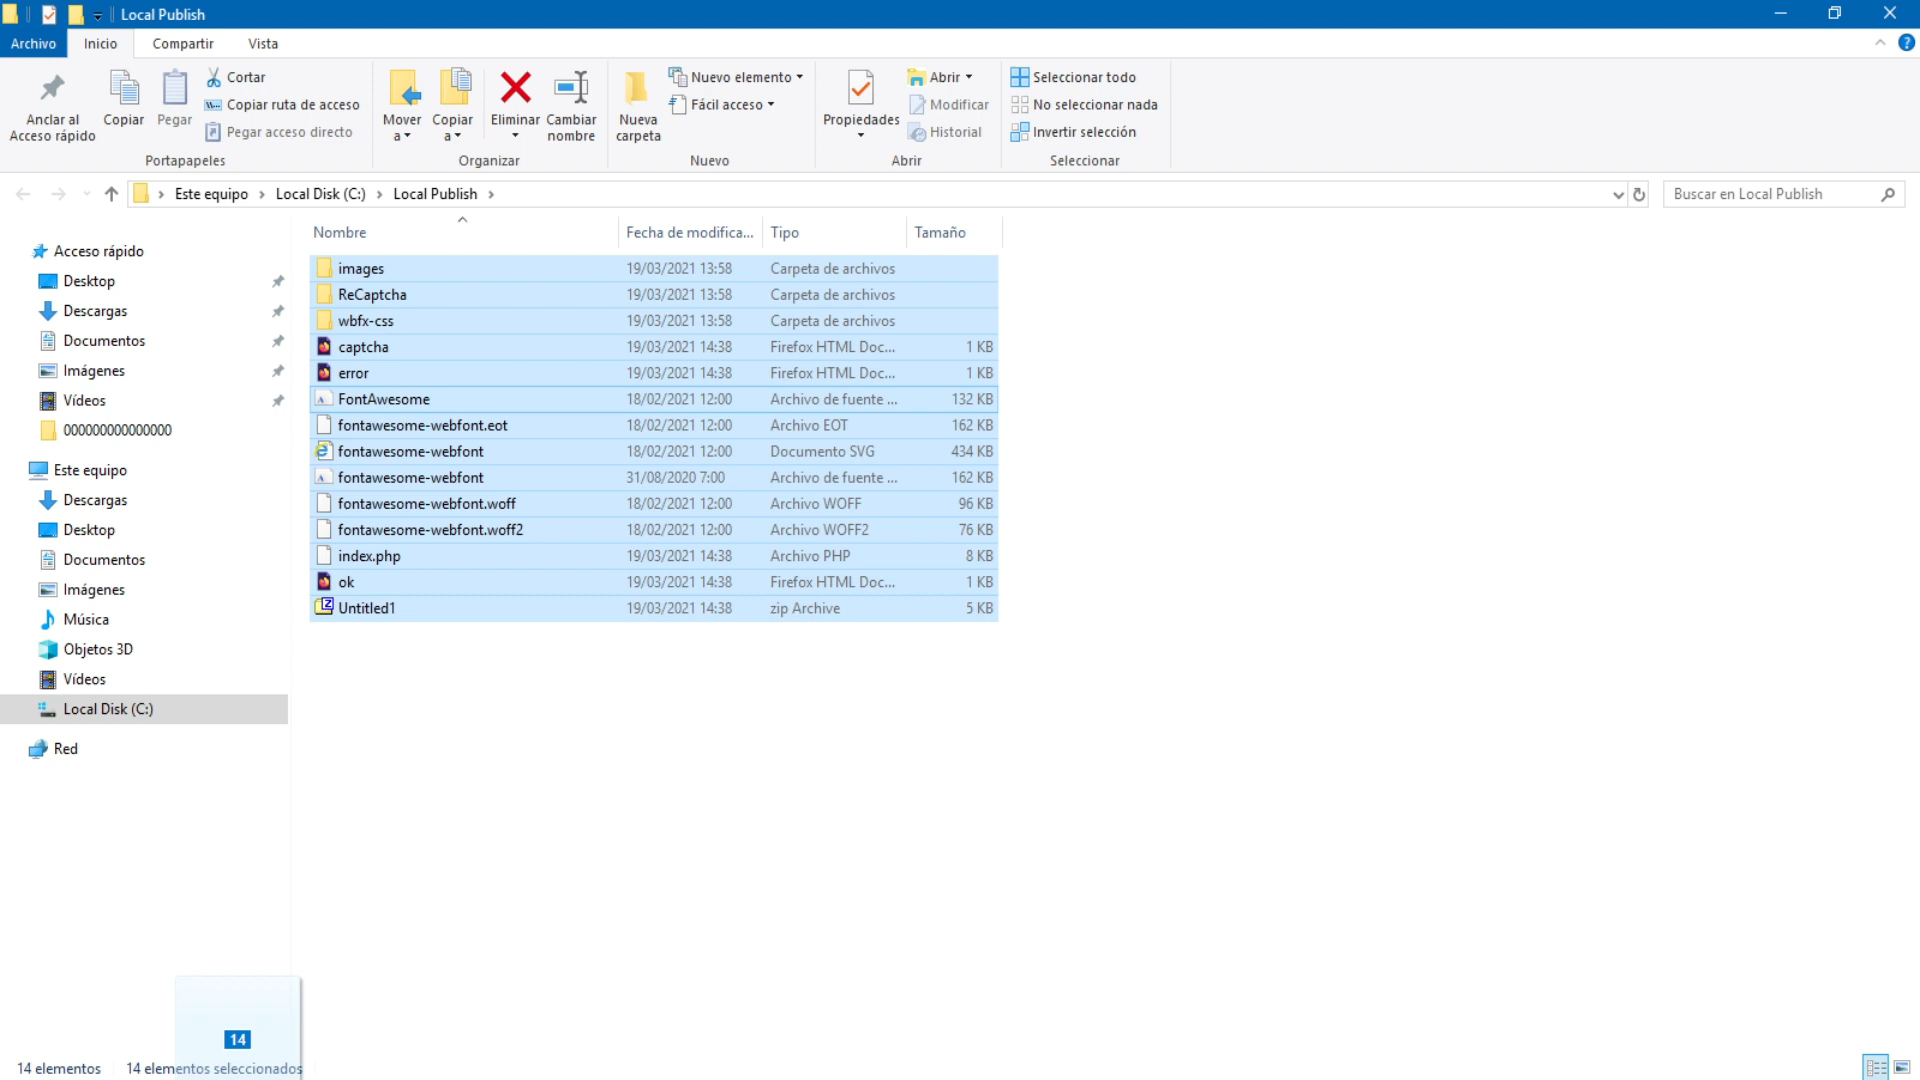 Local Publish
Archivo Inicio Compartir Vista
Anclar al Acceso rápido
Copiar
Pegar
Cortar
Copiar ruta de acceso
Pegar acceso directo
Portapapeles
Mover a
Copiar a
Eliminar
Cambiar nombre
Organizar
Nueva carpeta
Nuevo elemento
Fácil acceso
Nuevo
Propiedades
Abrir
Modificar
Historial
Abrir
Seleccionar todo
No seleccionar nada
Invertir selección
Seleccionar
Este equipo > Local Disk (C:) > Local Publish >
Buscar en Local Publish
Acceso rápido
Desktop
Descargas
Documentos
Imágenes
Vídeos
000000000000000
Este equipo
Descargas
Desktop
Documentos
Imágenes
Música
Objetos 3D
Vídeos
Local Disk (C:)
Red
Nombre Fecha de modifica... Tipo Tamaño
images 19/03/2021 13:58 Carpeta de archivos
ReCaptcha 19/03/2021 13:58 Carpeta de archivos
wbfx-css 19/03/2021 13:58 Carpeta de archivos
captcha 19/03/2021 14:38 Firefox HTML Doc... 1 KB
error 19/03/2021 14:38 Firefox HTML Doc... 1 KB
FontAwesome 18/02/2021 12:00 Archivo de fuente ... 132 KB
fontawesome-webfont.eot 18/02/2021 12:00 Archivo EOT 162 KB
fontawesome-webfont 18/02/2021 12:00 Documento SVG 434 KB
fontawesome-webfont 31/08/2020 7:00 Archivo de fuente ... 162 KB
fontawesome-webfont.woff 18/02/2021 12:00 Archivo WOFF 96 KB
fontawesome-webfont.woff2 18/02/2021 12:00 Archivo WOFF2 76 KB
index.php 19/03/2021 14:38 Archivo PHP 8 KB
ok 19/03/2021 14:38 Firefox HTML Doc... 1 KB
Untitled1 19/03/2021 14:38 zip Archive 5 KB
14
14 elementos 14 elementos seleccionados